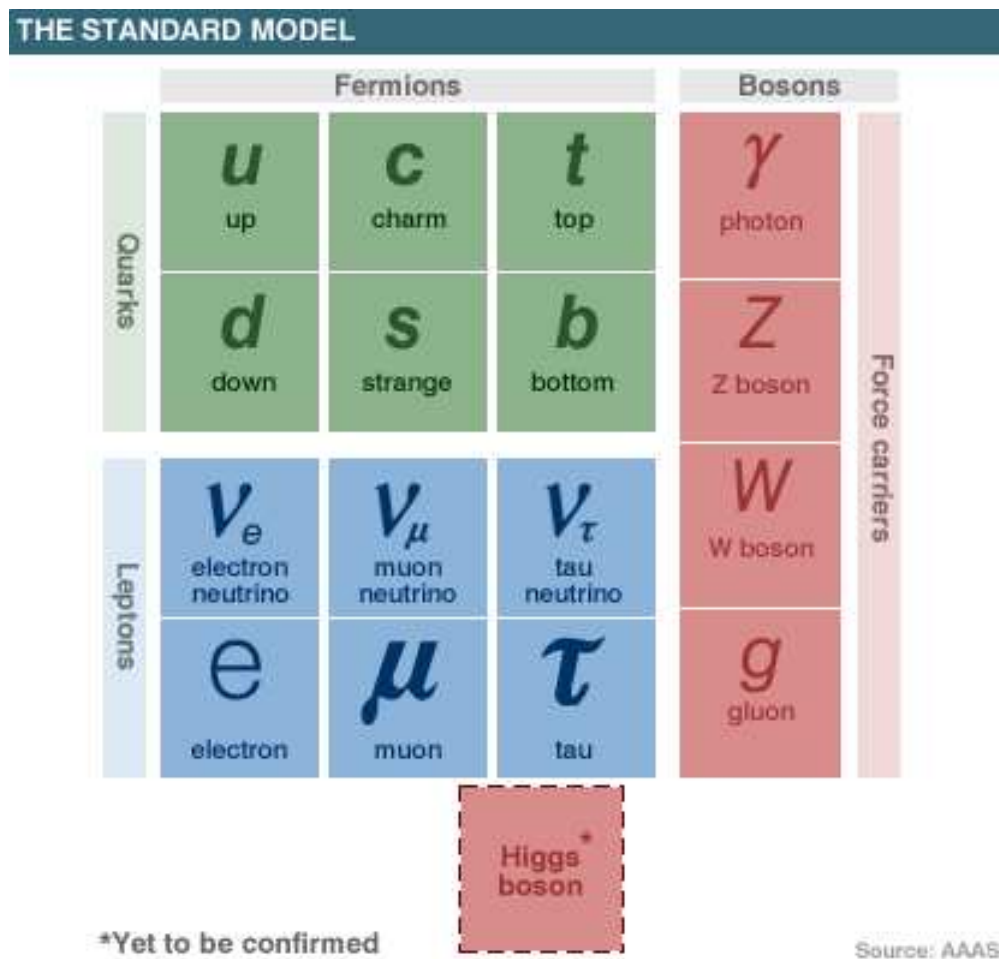 THE STANDARD MODEL
Fermions
Bosons
Quarks
u
up
c
charm
t
top
d
down
s
strange
b
bottom
Leptons
νe
electron
neutrino
νμ
muon
neutrino
ντ
tau
neutrino
e
electron
μ
muon
τ
tau
γ
photon
Z
Z boson
W
W boson
g
gluon
Force carriers
Higgs*
boson
*Yet to be confirmed
Source: AAAS